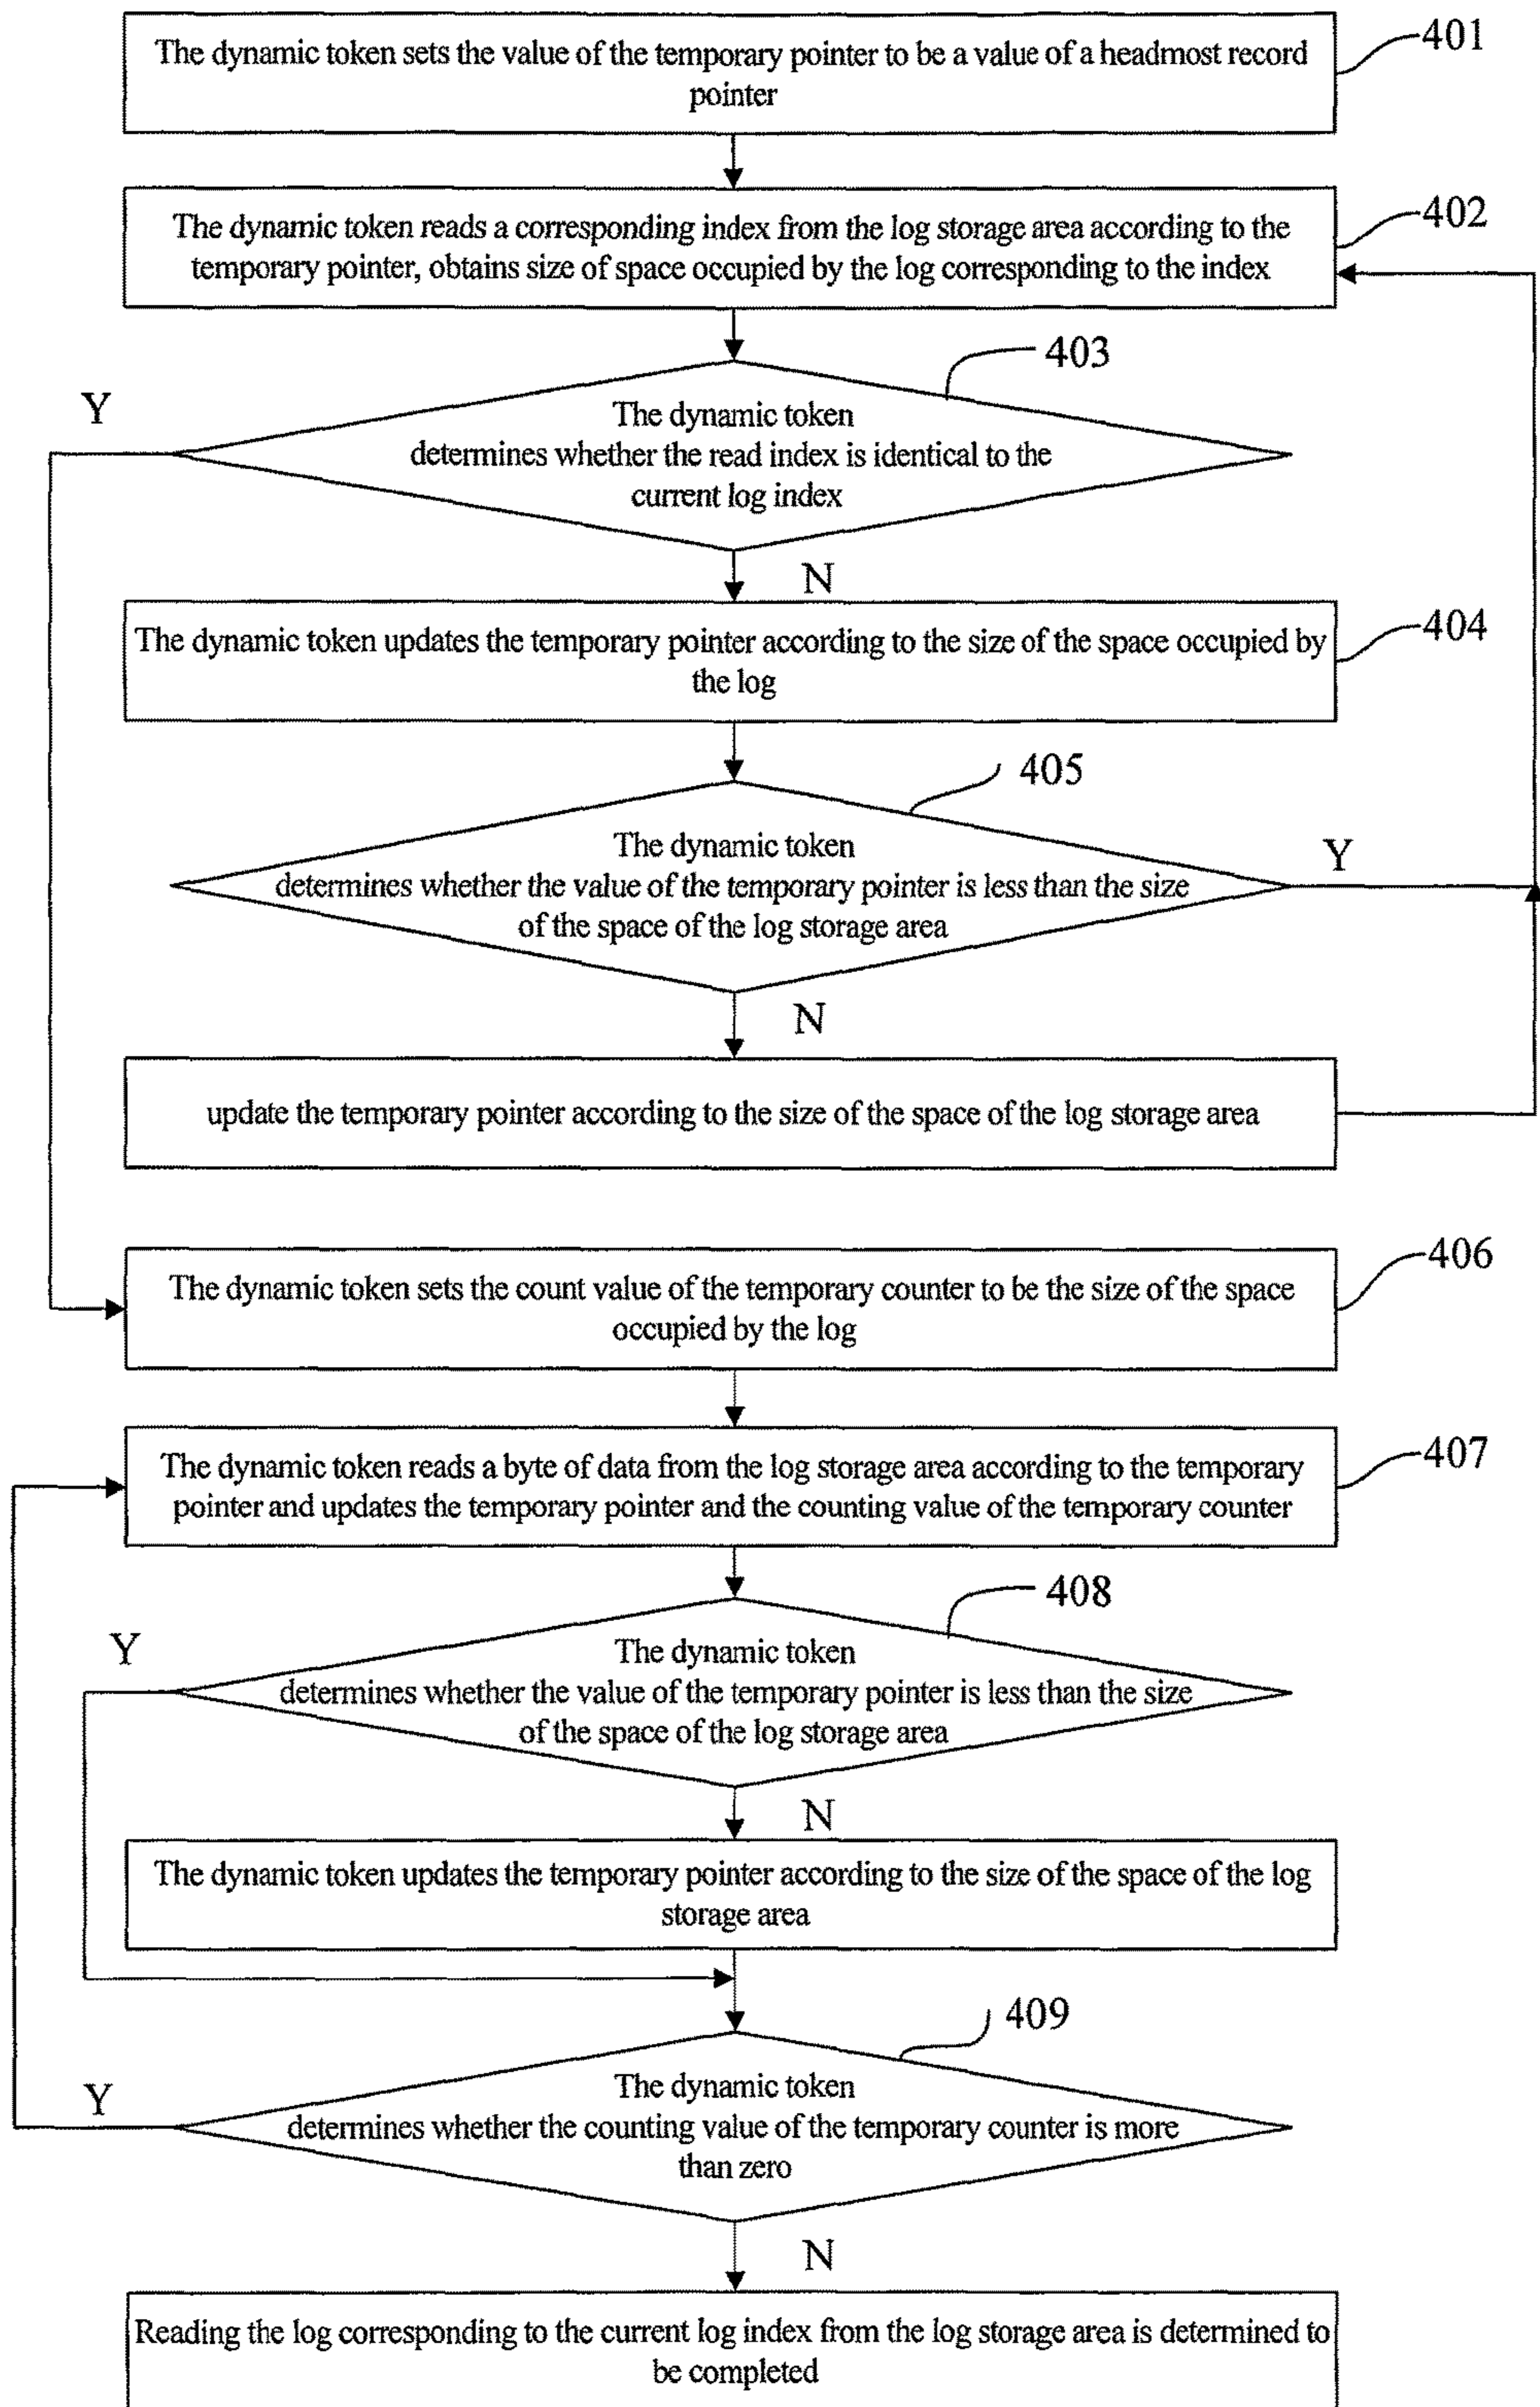 The dynamic token sets the value of the temporary pointer to be a value of a headmost record
pointer
401
The dynamic token reads a corresponding index from the log storage area according to the
temporary pointer, obtains size of space occupied by the log corresponding to the index
402
403
Y
The dynamic token
determines whether the read index is identical to the
current log index
N
The dynamic token updates the temporary pointer according to the size of the space occupied by
the log
404
405
The dynamic token
determines whether the value of the temporary pointer is less than the size
of the space of the log storage area
Y
N
update the temporary pointer according to the size of the space of the log storage area
406
The dynamic token sets the count value of the temporary counter to be the size of the space
occupied by the log
The dynamic token reads a byte of data from the log storage area according to the temporary
pointer and updates the temporary pointer and the counting value of the temporary counter
407
408
Y
The dynamic token
determines whether the value of the temporary pointer is less than the size
of the space of the log storage area
N
The dynamic token updates the temporary pointer according to the size of the space of the log
storage area
409
Y
The dynamic token
determines whether the counting value of the temporary counter is more
than zero
N
Reading the log corresponding to the current log index from the log storage area is determined to
be completed